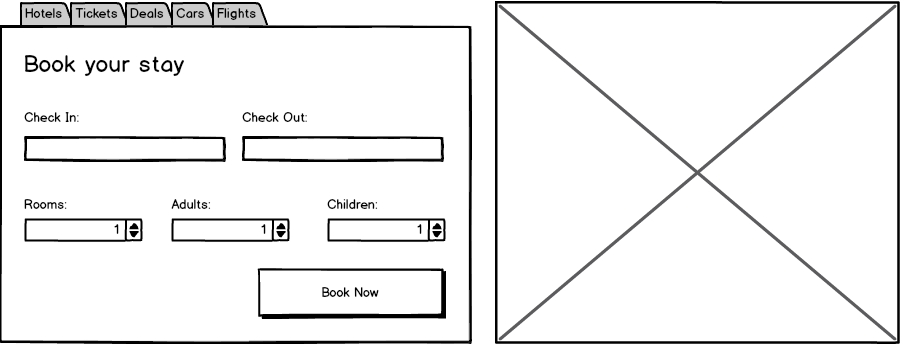 Hotels Tickets Deals Cars Flights
Book your stay
Check In: Check Out:
Rooms: Adults: Children:
1 1 1
Book Now